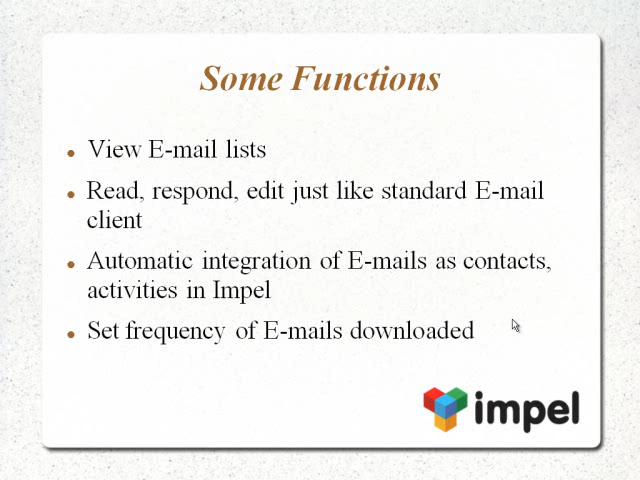 Some Functions
View E-mail lists
Read, respond, edit just like standard E-mail
client
Automatic integration of E-mails as contacts,
activities in Impel
Set frequency of E-mails downloaded
impel